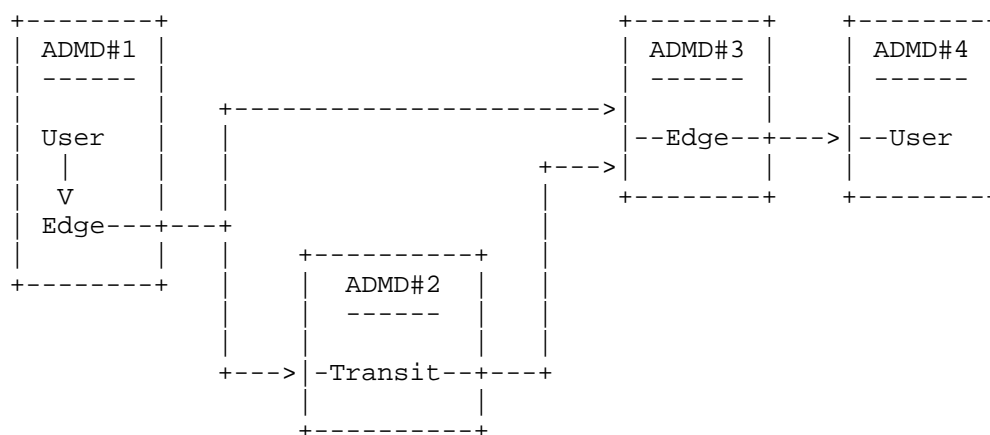 +--------+                             +--------+    +--------
| ADMD#1 |                             | ADMD#3 |    | ADMD#4
| ------ |                             | ------ |    | ------
|        |   +------------------------>|        |    |
| User   |   |                         |--Edge--+--->|--User
|  |     |   |                    +--->|        |    |
|  V     |   |                    |    +--------+    +--------
| Edge---+---+                    |
|        |   |    +----------+    |
+--------+   |    |  ADMD#2  |    |
             |    |  ------  |    |
             |    |          |    |
             +--->|-Transit--+---+
                  |          |
                  +----------+